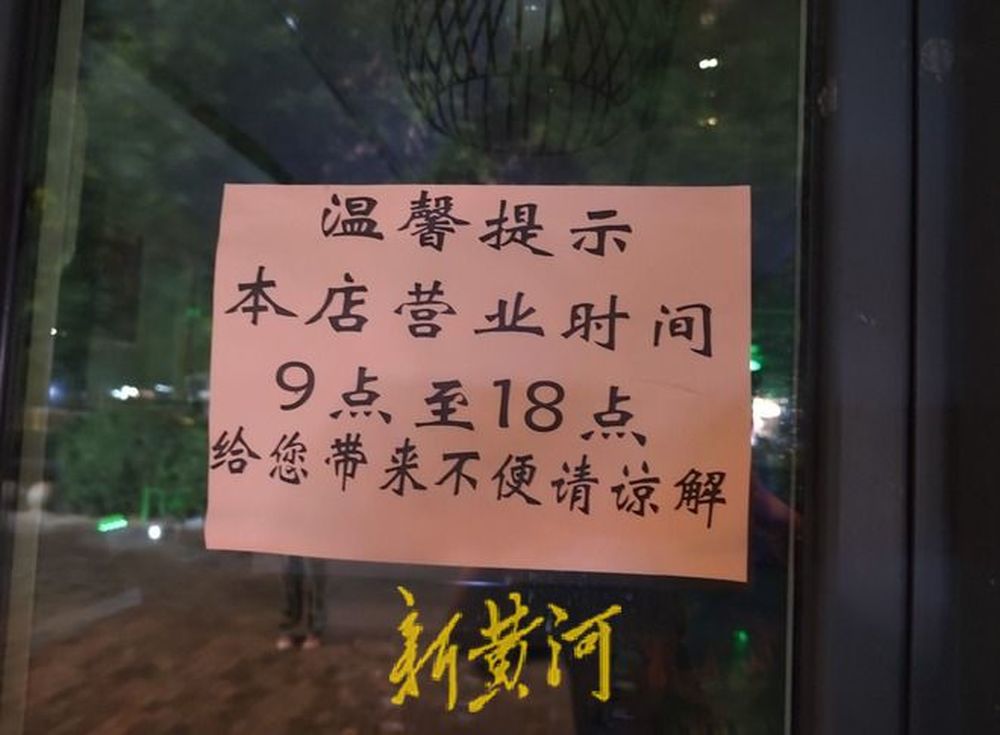 温馨提示
本店营业时间
9点至18点
给您带来不便请谅解
新黄河